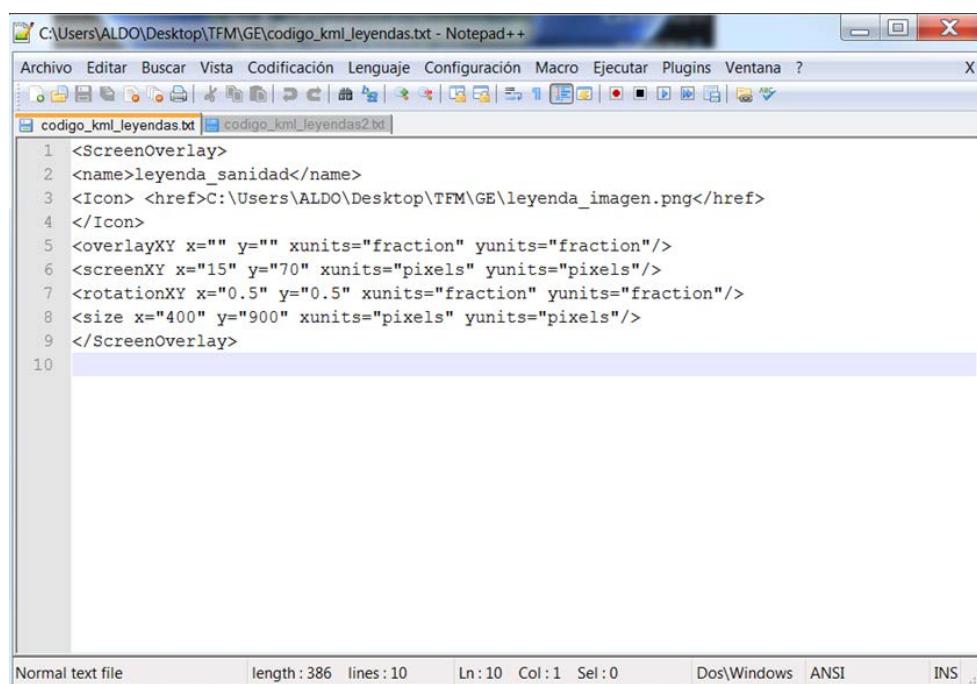 C:\Users\ALDO\Desktop\TFM\GE\codigo_kml_leyendas.txt - Notepad++
Archivo Editar Buscar Vista Codificación Lenguaje Configuración Macro Ejecutar Plugins Ventana ? X
codigo_kml_leyendas.txt codigo_kml_leyendas2.txt
1 <ScreenOverlay>
2 <name>leyenda_sanidad</name>
3 <Icon> <href>C:\Users\ALDO\Desktop\TFM\GE\leyenda_imagen.png</href>
4 </Icon>
5 <overlayXY x="" y="" xunits="fraction" yunits="fraction"/>
6 <screenXY x="15" y="70" xunits="pixels" yunits="pixels"/>
7 <rotationXY x="0.5" y="0.5" xunits="fraction" yunits="fraction"/>
8 <size x="400" y="900" xunits="pixels" yunits="pixels"/>
9 </ScreenOverlay>
10
Normal text file length : 386 lines : 10 Ln : 10 Col : 1 Sel : 0 Dos\Windows ANSI INS